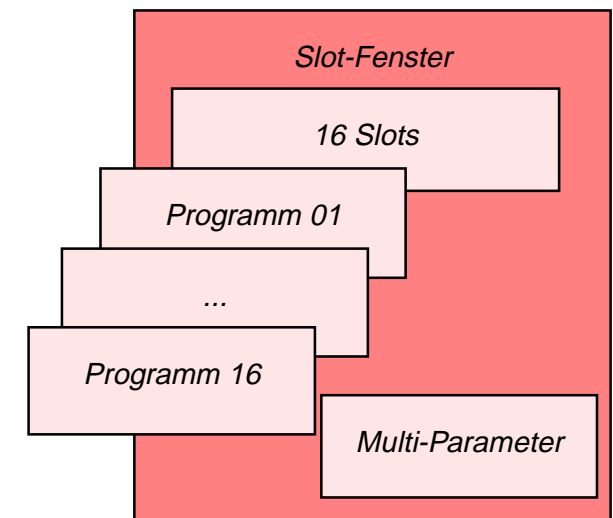 Slot-Fenster
16 Slots
Programm 01
...
Programm 16
Multi-Parameter